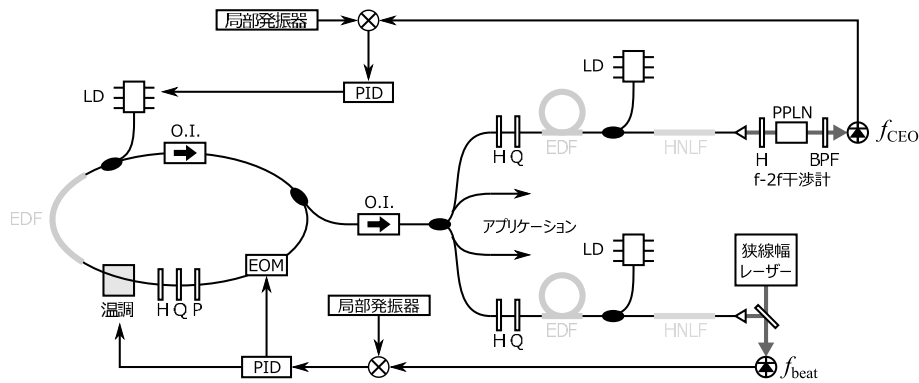 局部発振器
PID
LD
O.I.
EDF
EOM
温調
H Q P
PID
局部発振器
O.I.
アプリケーション
H Q
EDF
LD
HNLF
H
PPLN
BPF
f-2f干渉計
fCEO
H Q
EDF
LD
HNLF
狭線幅
レーザー
fbeat